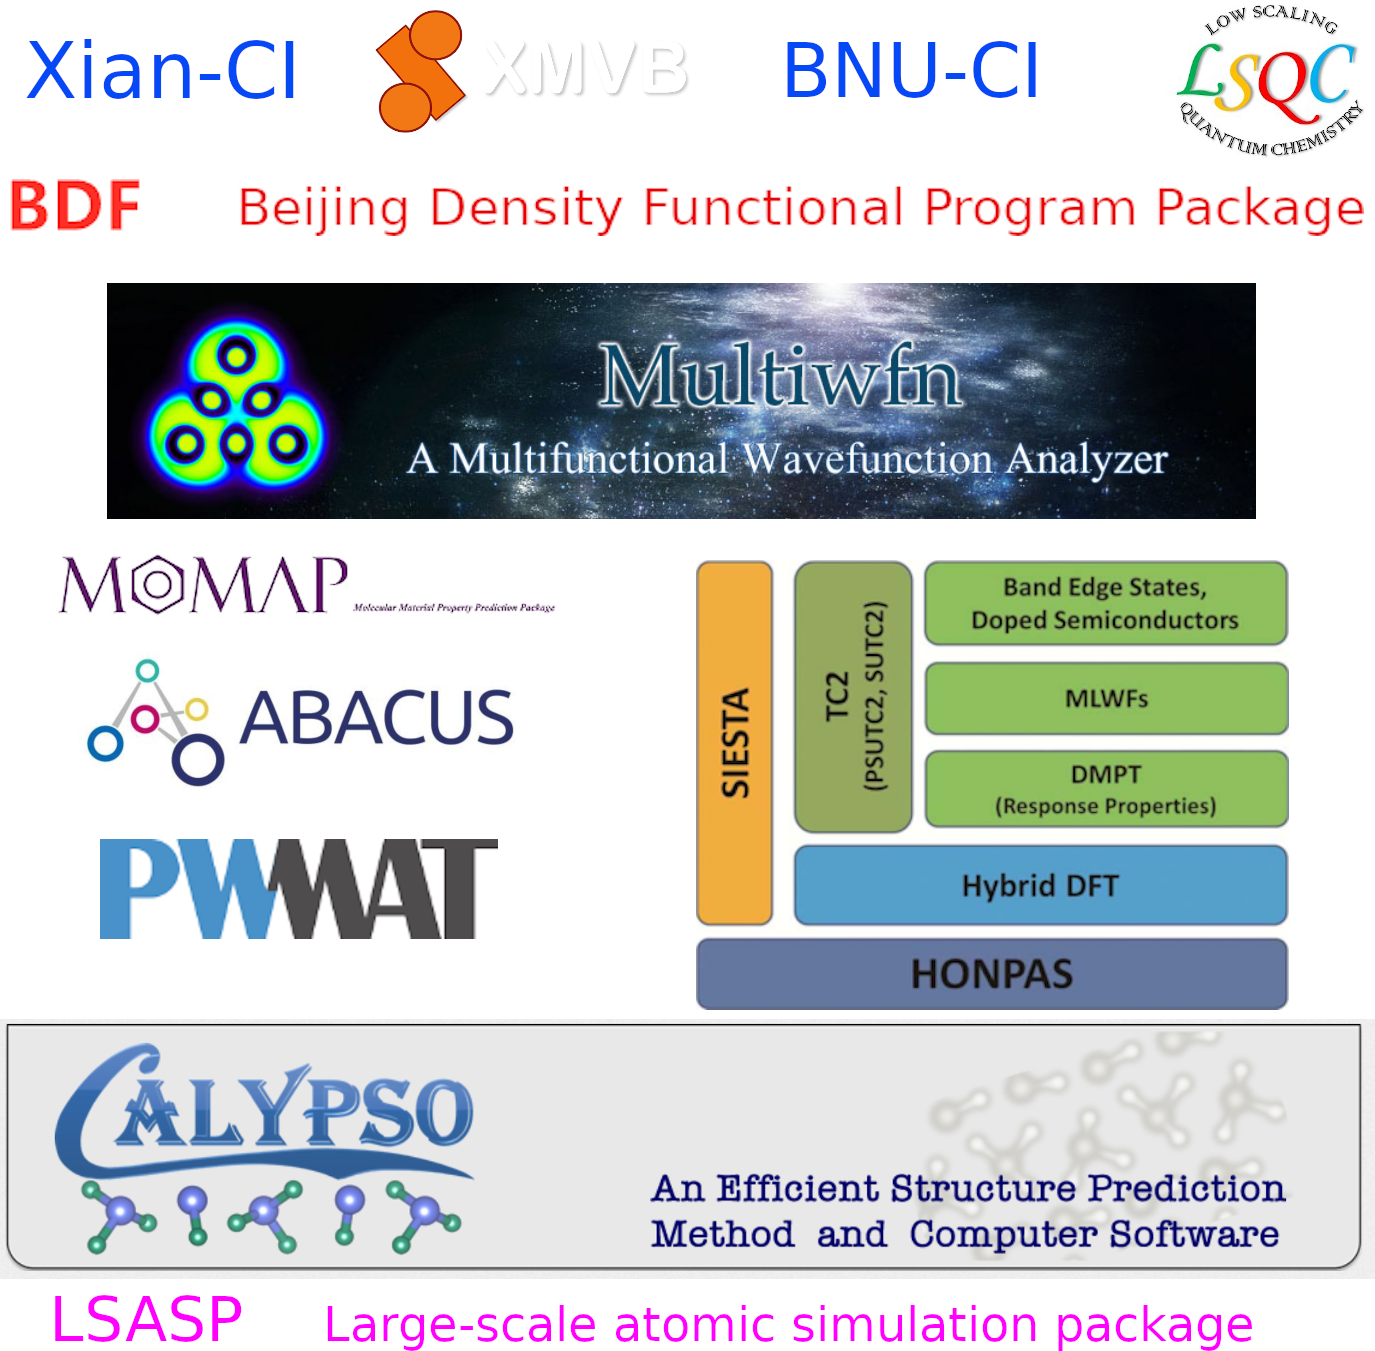 Xian-CI
XMVB
BNU-CI
LOW SCALING
LSQC
QUANTUM CHEMISTRY
BDF
Beijing Density Functional Program Package
Multiwfn
A Multifunctional Wavefunction Analyzer
MOMAP
Molecular Material Property Prediction Package
ABACUS
PWMAT
SIESTA
TC2
(PSUTC2, SUTC2)
Band Edge States,
Doped Semiconductors
MLWFs
DMPT
(Response Properties)
Hybrid DFT
HONPAS
CALYPSO
An Efficient Structure Prediction
Method and Computer Software
LSASP
Large-scale atomic simulation package